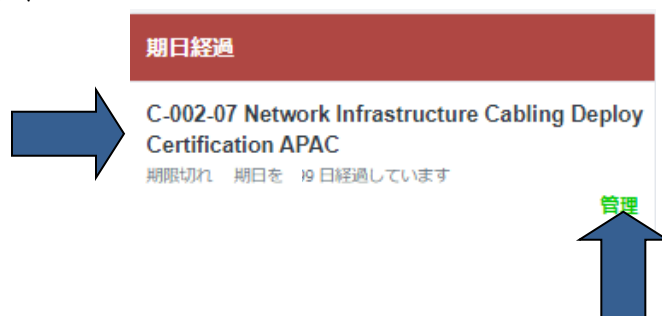 期日経過
C-002-07 Network Infrastructure Cabling Deploy
Certification APAC
期限切れ 期日を 日経過しています
管理